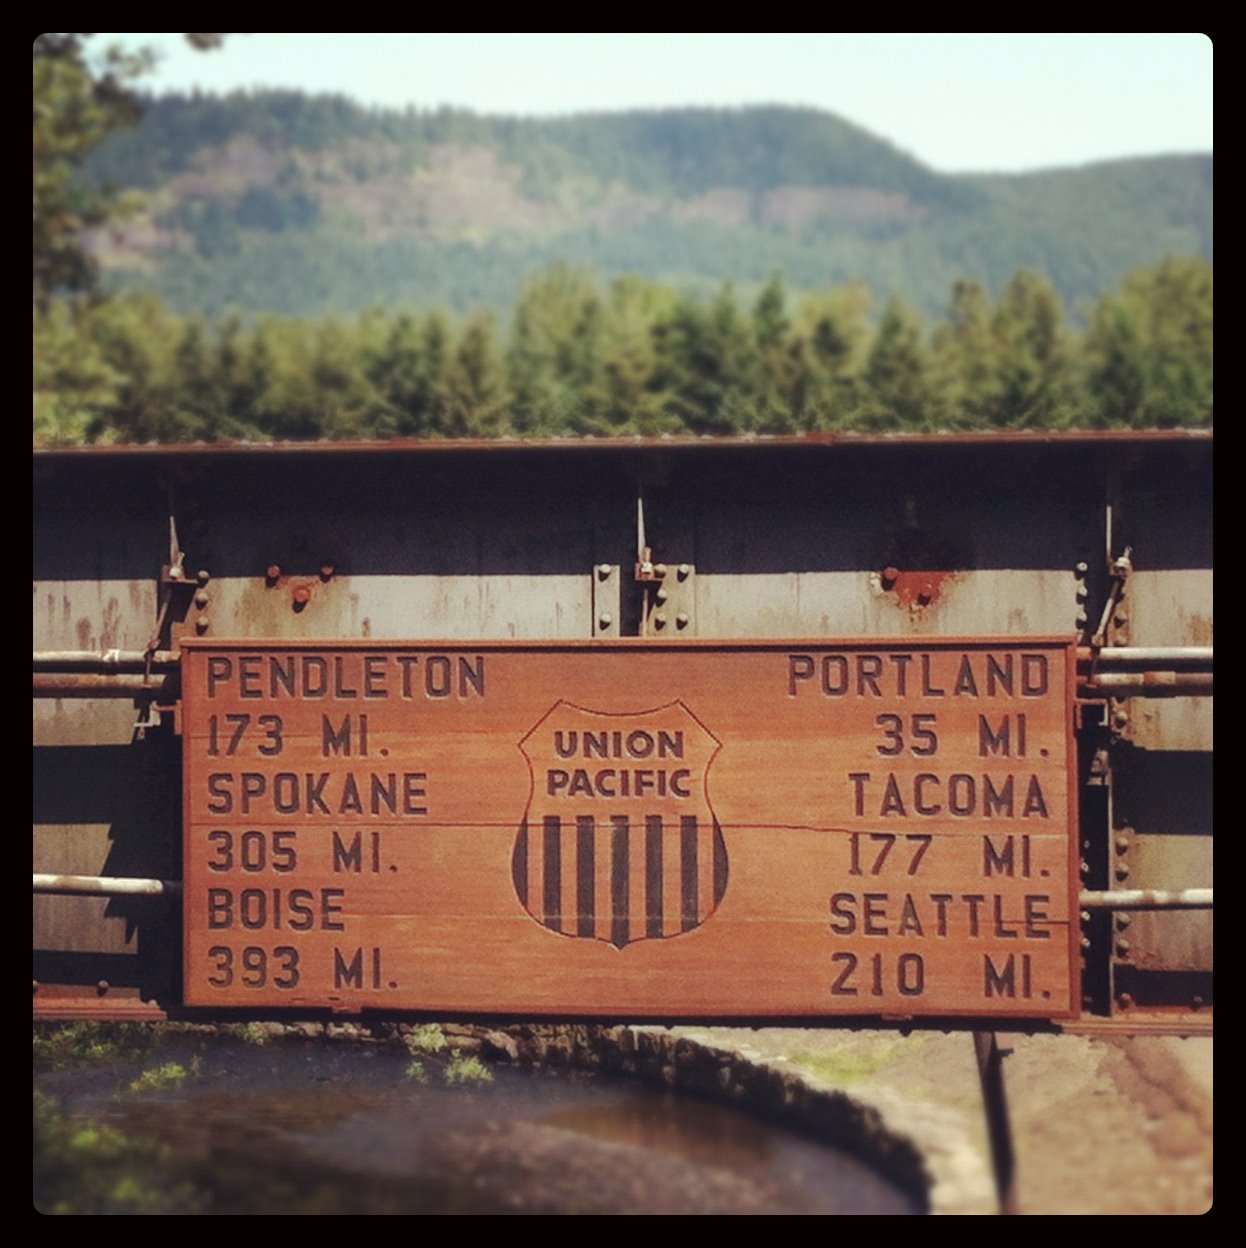 PENDLETON
173 MI.
SPOKANE
305 MI.
BOISE
393 MI.
UNION
PACIFIC
PORTLAND
35 MI.
TACOMA
177 MI.
SEATTLE
210 MI.